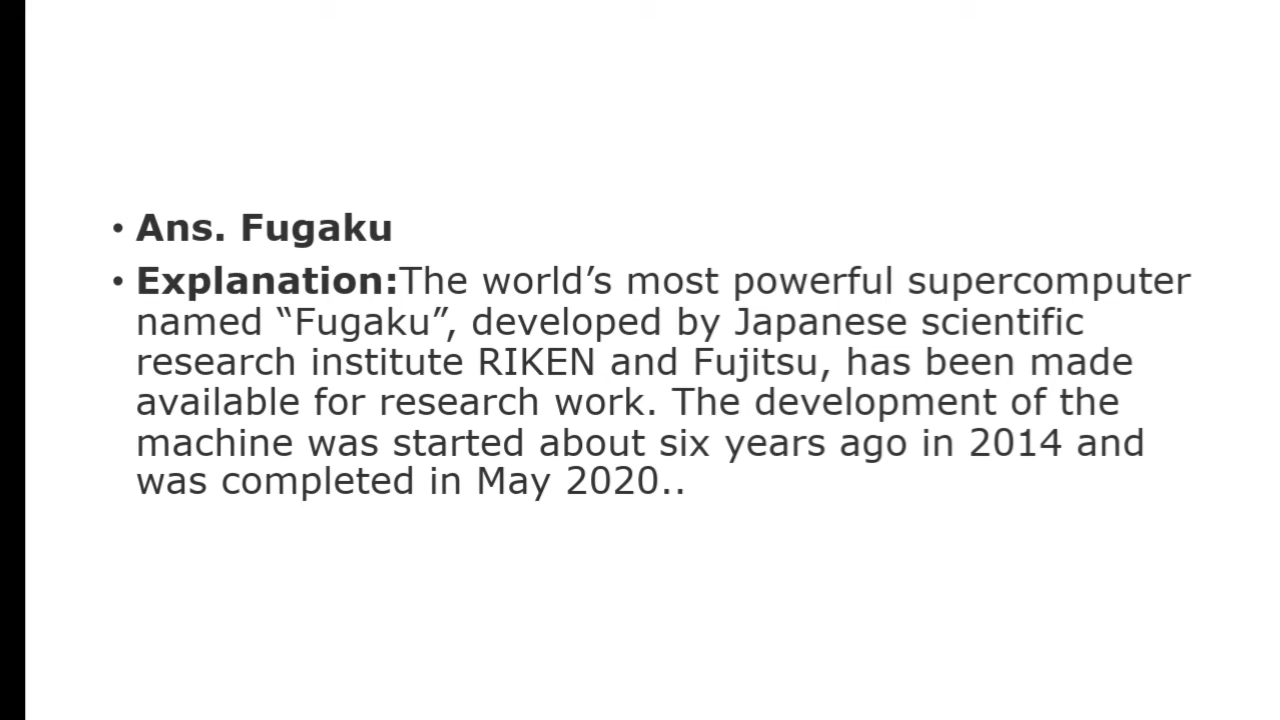 • Ans. Fugaku
• Explanation:The world’s most powerful supercomputer
named “Fugaku”, developed by Japanese scientific
research institute RIKEN and Fujitsu, has been made
available for research work. The development of the
machine was started about six years ago in 2014 and
was completed in May 2020..